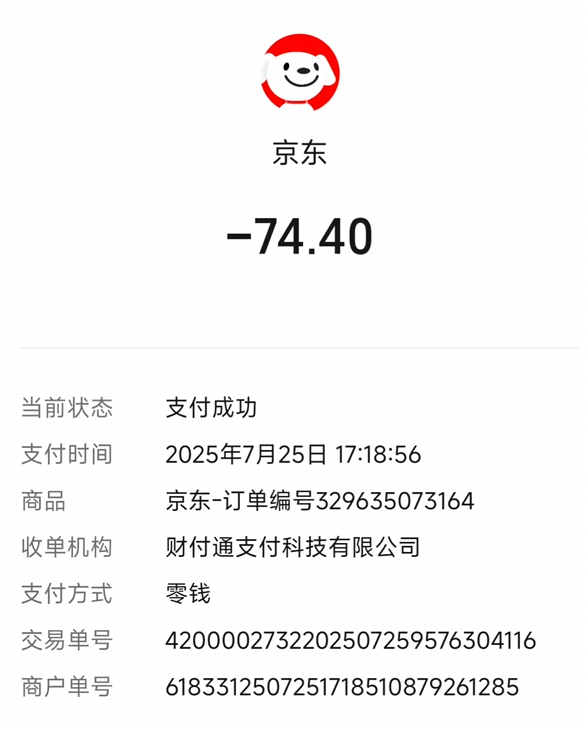 京东
-74.40
当前状态 支付成功
支付时间 2025年7月25日 17:18:56
商品 京东-订单编号329635073164
收单机构 财付通支付科技有限公司
支付方式 零钱
交易单号 4200002732202507259576304116
商户单号 6183312507251718510879261285